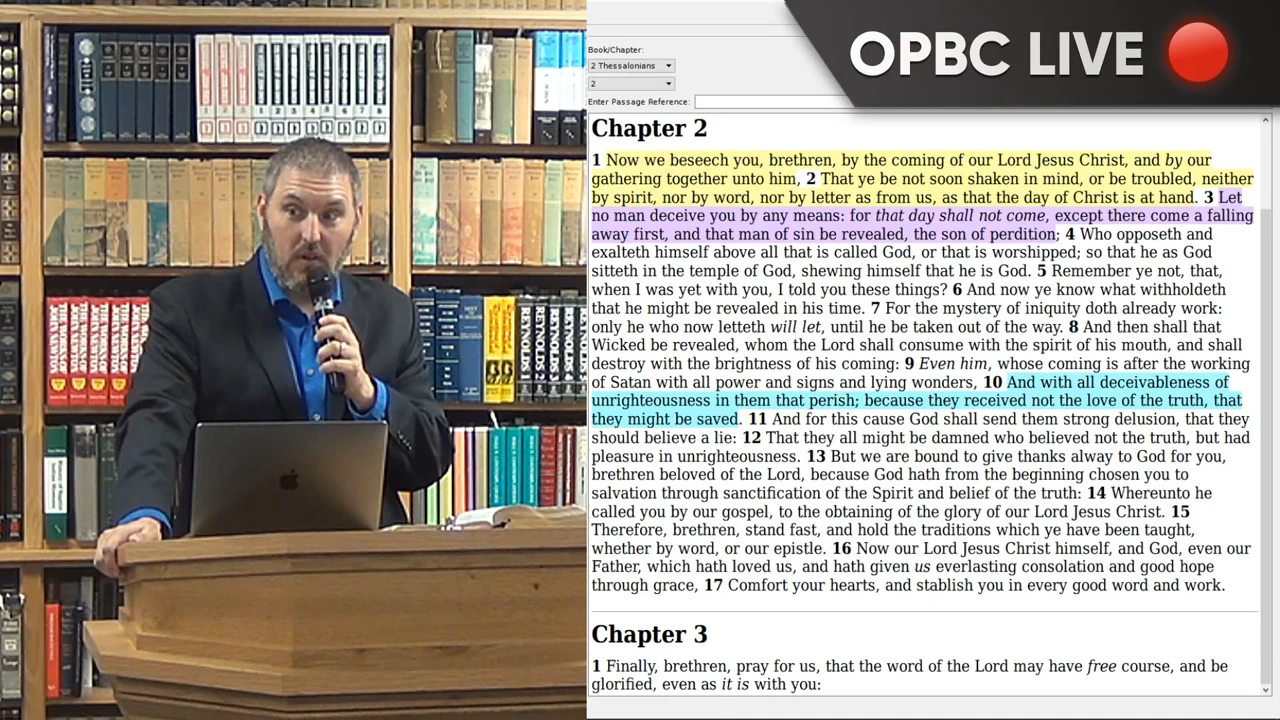 OPBC LIVE
Book/Chapter:
2 Thessalonians
2
Enter Passage Reference:
Chapter 2
1 Now we beseech you, brethren, by the coming of our Lord Jesus Christ, and by our
gathering together unto him, 2 That ye be not soon shaken in mind, or be troubled, neither
by spirit, nor by word, nor by letter as from us, as that the day of Christ is at hand. 3 Let
no man deceive you by any means: for that day shall not come, except there come a falling
away first, and that man of sin be revealed, the son of perdition; 4 Who opposeth and
exalteth himself above all that is called God, or that is worshipped; so that he as God
sitteth in the temple of God, shewing himself that he is God. 5 Remember ye not, that,
when I was yet with you, I told you these things? 6 And now ye know what withholdeth
that he might be revealed in his time. 7 For the mystery of iniquity doth already work:
only he who now letteth will let, until he be taken out of the way. 8 And then shall that
Wicked be revealed, whom the Lord shall consume with the spirit of his mouth, and shall
destroy with the brightness of his coming: 9 Even him, whose coming is after the working
of Satan with all power and signs and lying wonders, 10 And with all deceivableness of
unrighteousness in them that perish; because they received not the love of the truth, that
they might be saved. 11 And for this cause God shall send them strong delusion, that they
should believe a lie: 12 That they all might be damned who believed not the truth, but had
pleasure in unrighteousness. 13 But we are bound to give thanks alway to God for you,
brethren beloved of the Lord, because God hath from the beginning chosen you to
salvation through sanctification of the Spirit and belief of the truth: 14 Whereunto he
called you by our gospel, to the obtaining of the glory of our Lord Jesus Christ. 15
Therefore, brethren, stand fast, and hold the traditions which ye have been taught,
whether by word, or our epistle. 16 Now our Lord Jesus Christ himself, and God, even our
Father, which hath loved us, and hath given us everlasting consolation and good hope
through grace, 17 Comfort your hearts, and stablish you in every good word and work.
Chapter 3
1 Finally, brethren, pray for us, that the word of the Lord may have free course, and be
glorified, even as it is with you:
REYNOLDS
REYNOLDS
REYNOLDS